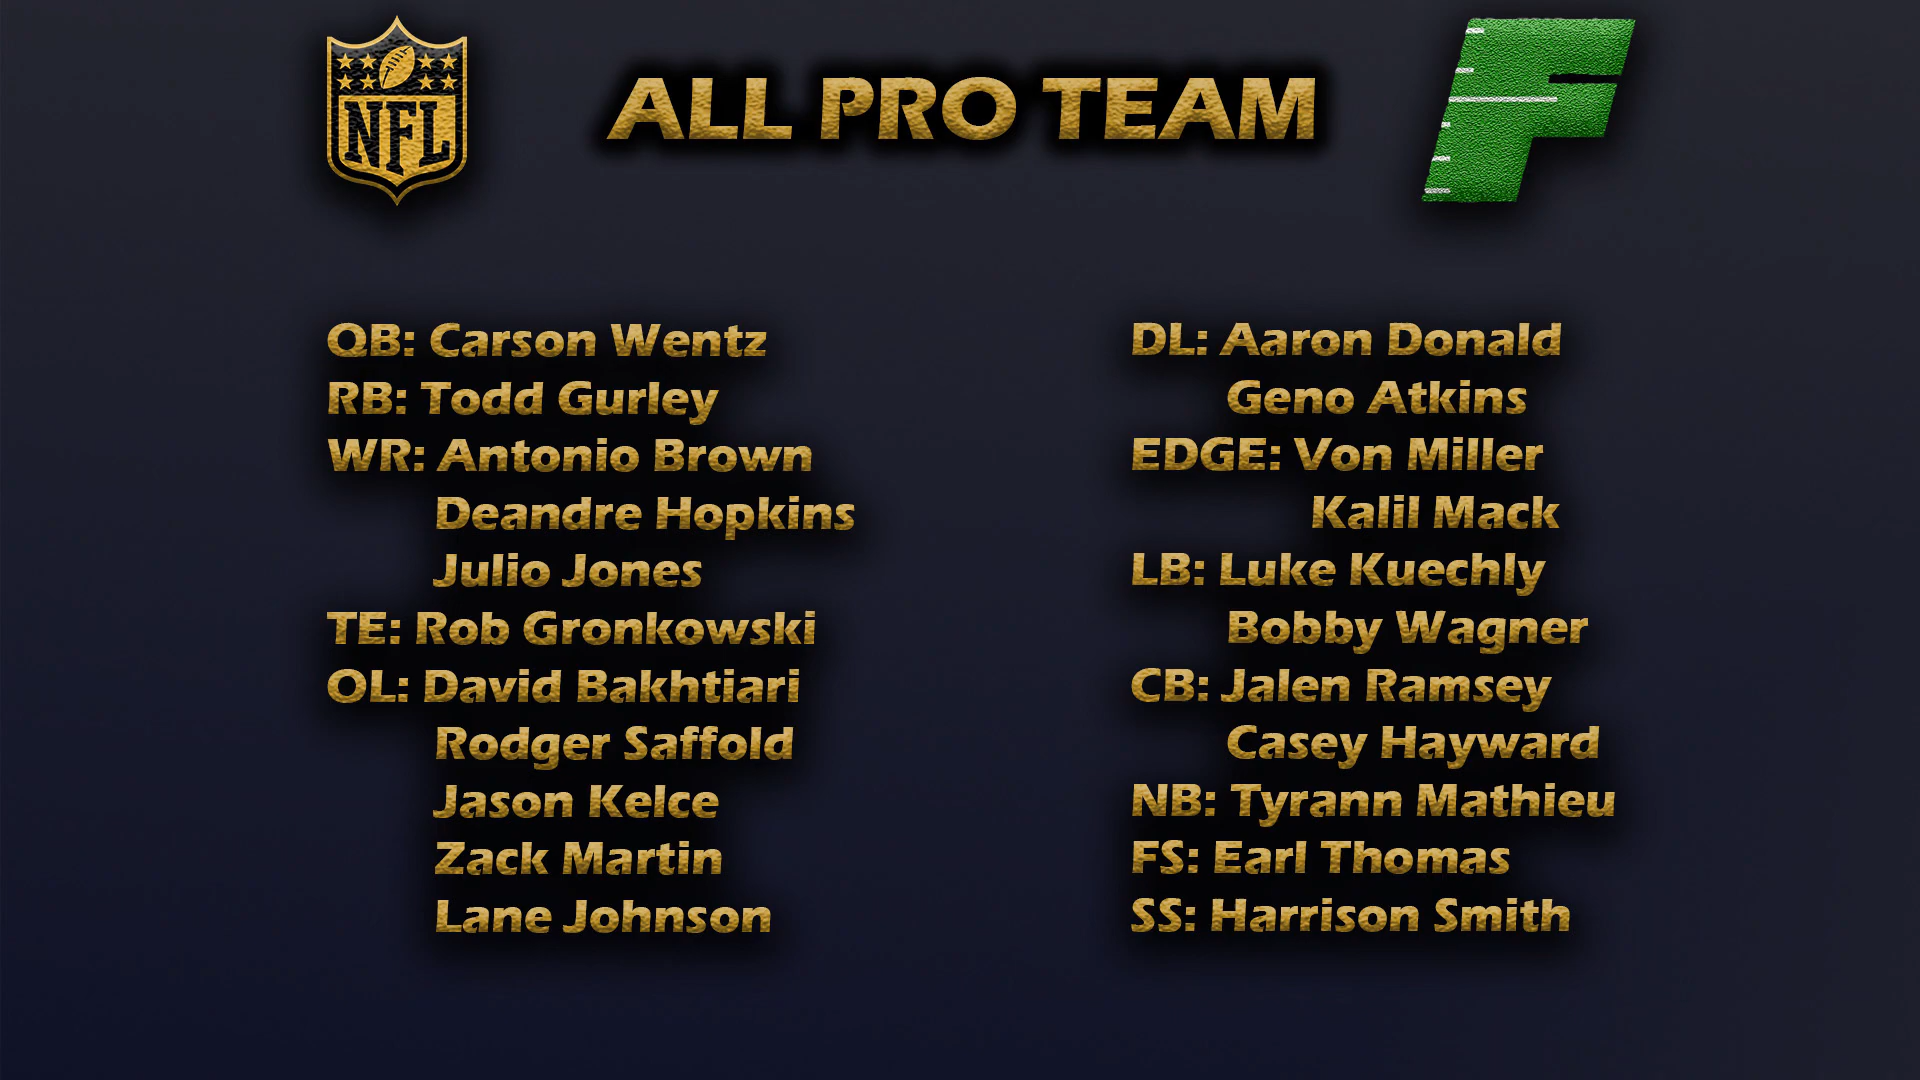 NFL
ALL PRO TEAM
F
QB: Carson Wentz
RB: Todd Gurley
WR: Antonio Brown
Deandre Hopkins
Julio Jones
TE: Rob Gronkowski
OL: David Bakhtiari
Rodger Saffold
Jason Kelce
Zack Martin
Lane Johnson
DL: Aaron Donald
Geno Atkins
EDGE: Von Miller
Kalil Mack
LB: Luke Kuechly
Bobby Wagner
CB: Jalen Ramsey
Casey Hayward
NB: Tyrann Mathieu
FS: Earl Thomas
SS: Harrison Smith